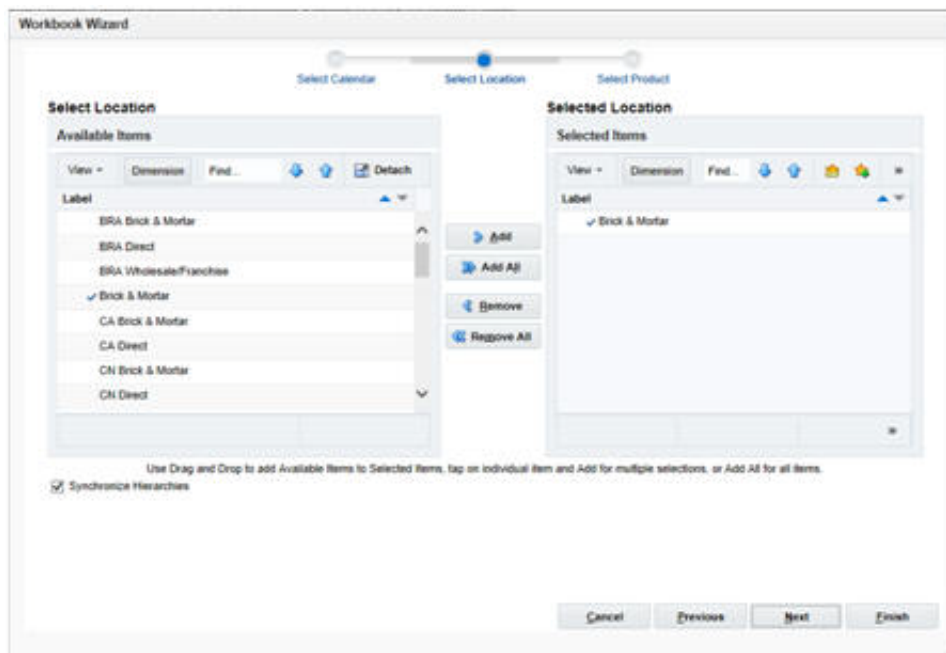 Workbook Wizard
Select Calendar Select Location Select Product
Select Location
Selected Location
Available Items
Selected Items
View Dimension Find... Detach
View Dimension Find... »
Label
Label
BRA Brick & Mortar
BRA Direct
BRA Wholesale/Franchise
Brick & Mortar
CA Brick & Mortar
CA Direct
CN Brick & Mortar
CN Direct
Add
Add All
Remove
Remove All
Brick & Mortar
»
Use Drag and Drop to add Available Items to Selected Items, tap on individual item and Add for multiple selections, or Add All for all items.
Synchronize Hierarchies
Cancel Previous Next Finish